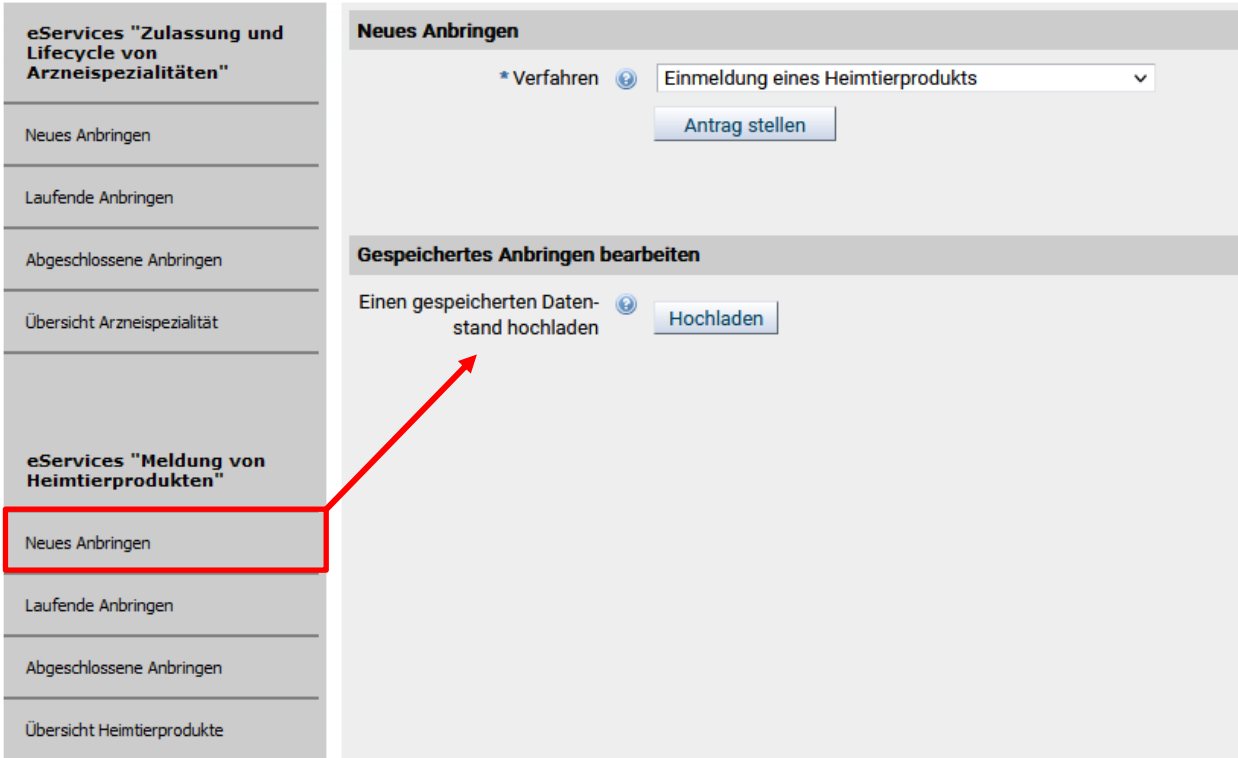 eServices "Zulassung und
Lifecycle von
Arzneispezialitäten"
Neues Anbringen
Laufende Anbringen
Abgeschlossene Anbringen
Übersicht Arzneispezialität
eServices "Meldung von
Heimtierprodukten"
Neues Anbringen
Laufende Anbringen
Abgeschlossene Anbringen
Übersicht Heimtierprodukte
Neues Anbringen
* Verfahren ? Einmeldung eines Heimtierprodukts
Antrag stellen
Gespeichertes Anbringen bearbeiten
Einen gespeicherten Daten-
stand hochladen
? Hochladen